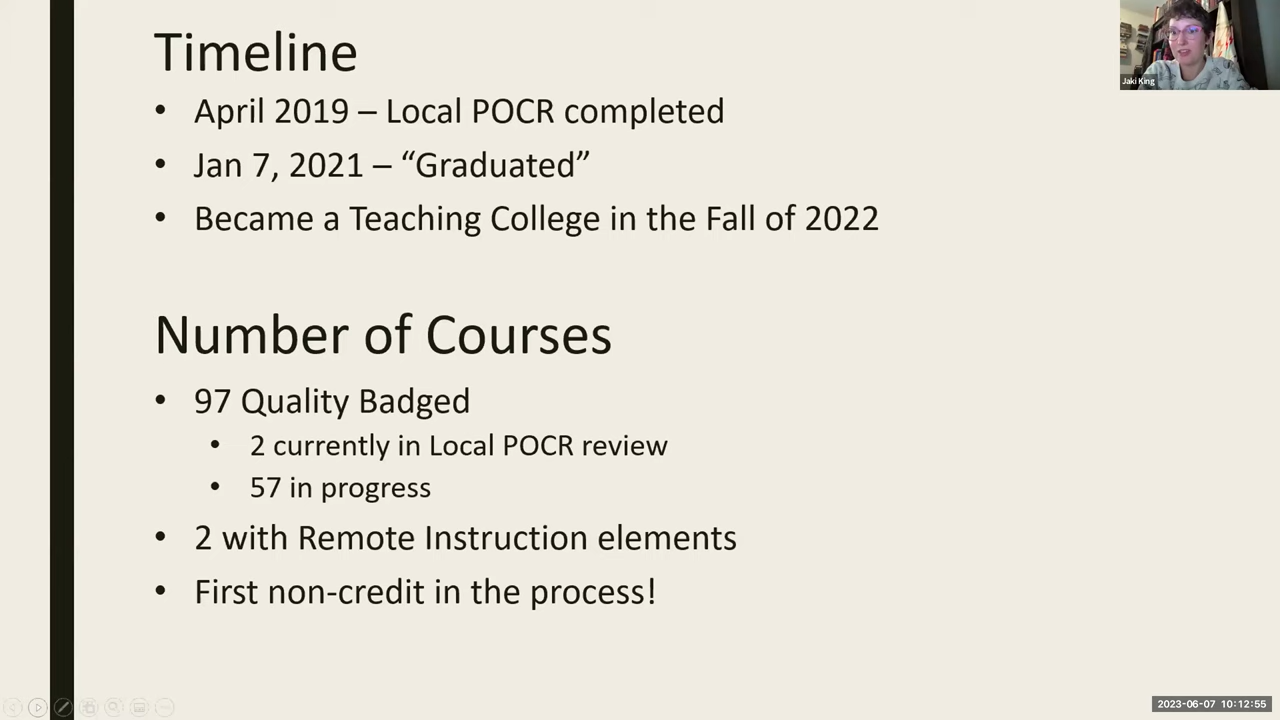 Timeline
• April 2019 – Local POCR completed
• Jan 7, 2021 – “Graduated”
• Became a Teaching College in the Fall of 2022
Number of Courses
• 97 Quality Badged
• 2 currently in Local POCR review
• 57 in progress
• 2 with Remote Instruction elements
• First non-credit in the process!
Jaki King
2023-06-07 10:12:55